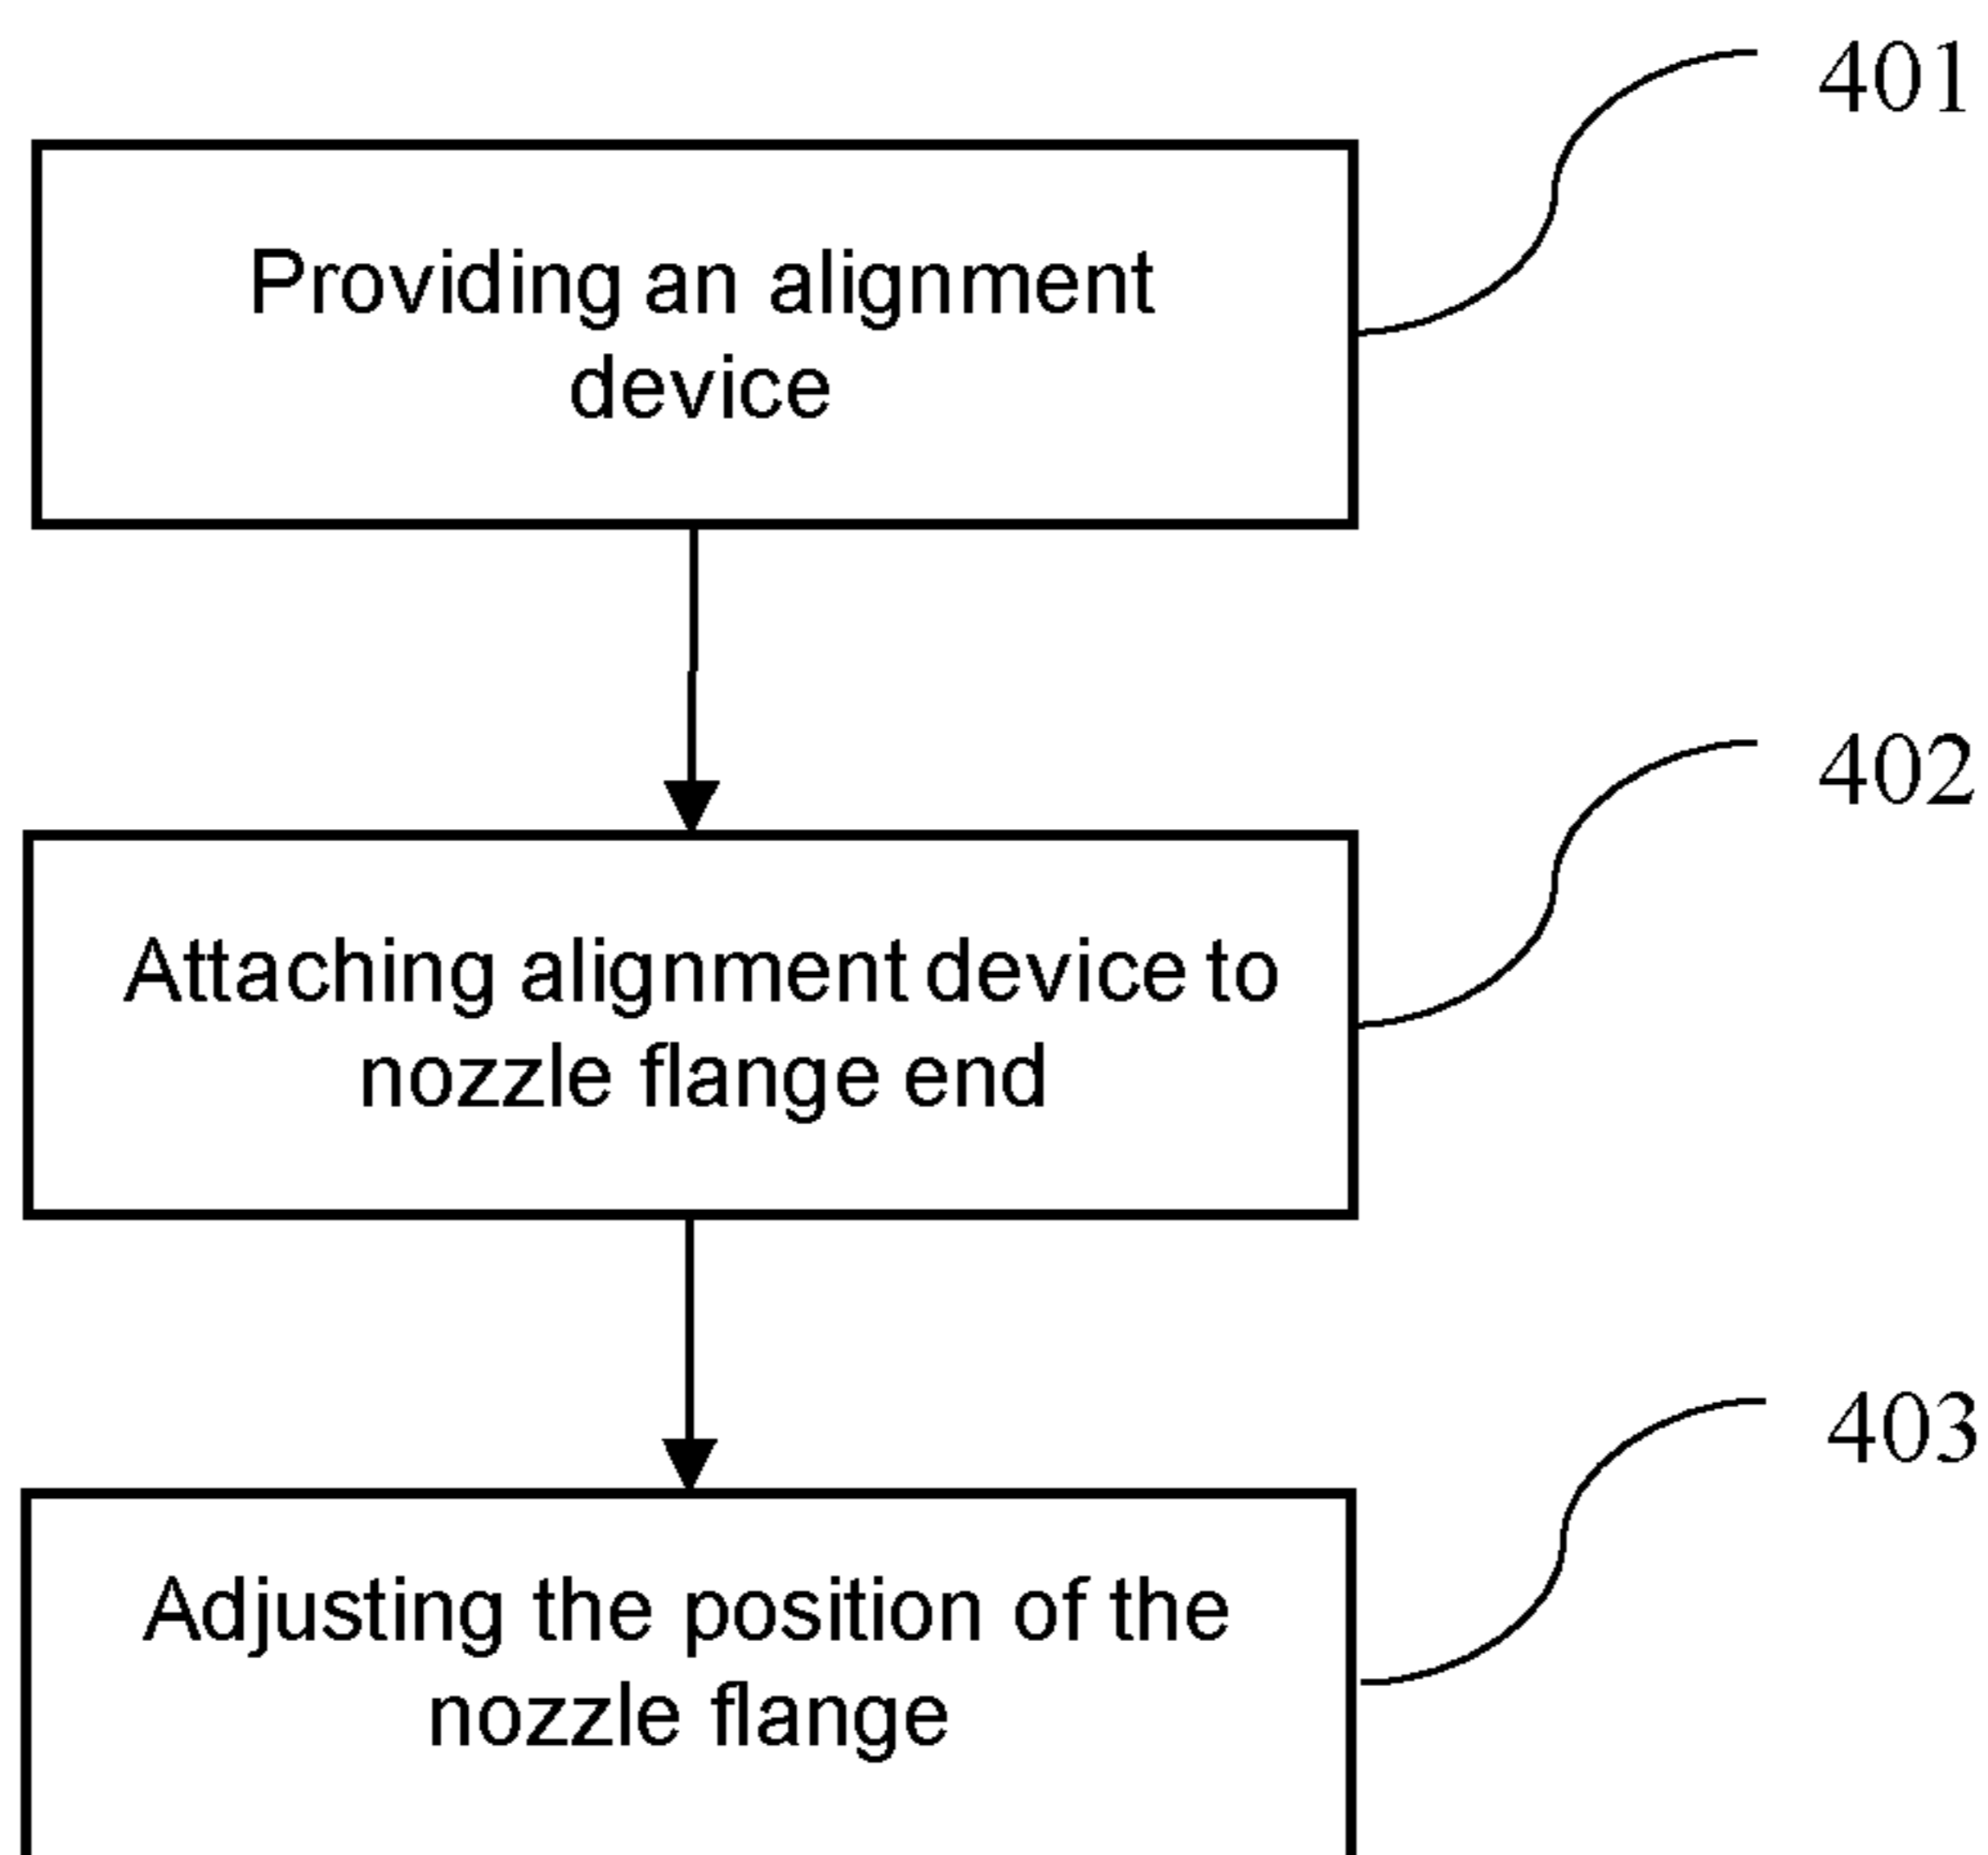 401
Providing an alignment
device
402
Attaching alignment device to
nozzle flange end
403
Adjusting the position of the
nozzle flange